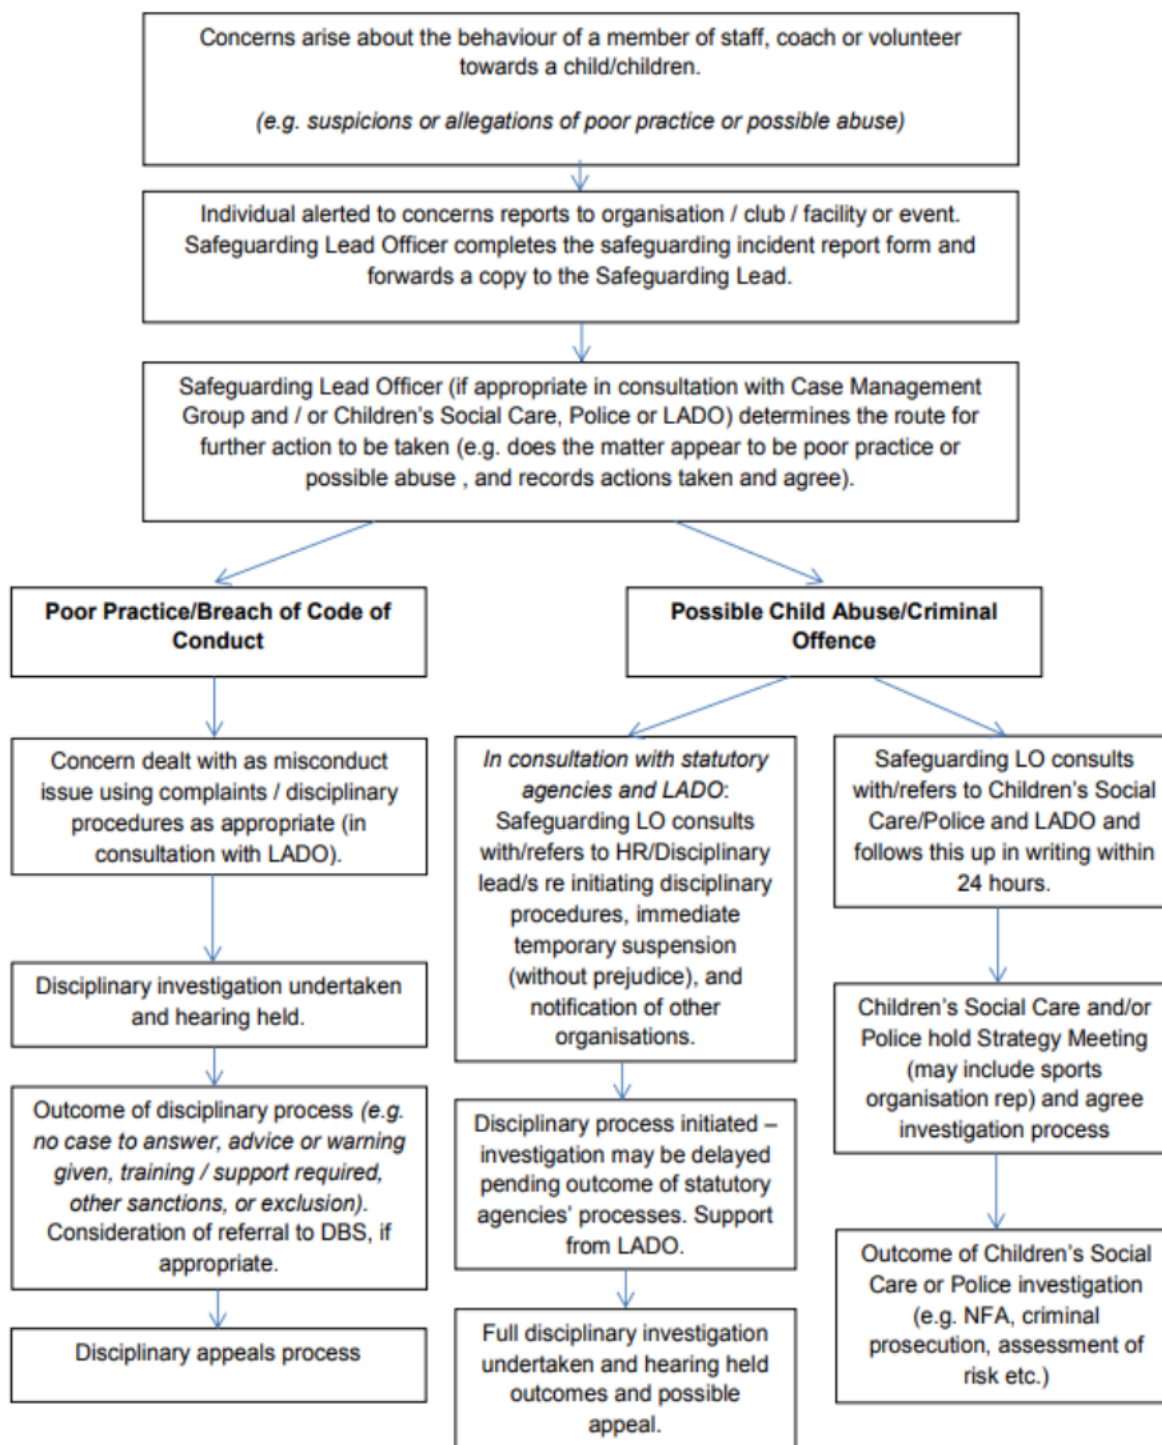 Concerns arise about the behaviour of a member of staff, coach or volunteer
towards a child/children.
(e.g. suspicions or allegations of poor practice or possible abuse)
Individual alerted to concerns reports to organisation / club / facility or event.
Safeguarding Lead Officer completes the safeguarding incident report form and
forwards a copy to the Safeguarding Lead.
Safeguarding Lead Officer (if appropriate in consultation with Case Management
Group and / or Children's Social Care, Police or LADO) determines the route for
further action to be taken (e.g. does the matter appear to be poor practice or
possible abuse , and records actions taken and agree).
Poor Practice/Breach of Code of
Conduct
Possible Child Abuse/Criminal
Offence
Concern dealt with as misconduct
issue using complaints / disciplinary
procedures as appropriate (in
consultation with LADO).
Disciplinary investigation undertaken
and hearing held.
Outcome of disciplinary process (e.g.
no case to answer, advice or warning
given, training / support required,
other sanctions, or exclusion).
Consideration of referral to DBS, if
appropriate.
Disciplinary appeals process
In consultation with statutory
agencies and LADO:
Safeguarding LO consults
with/refers to HR/Disciplinary
lead/s re initiating disciplinary
procedures, immediate
temporary suspension
(without prejudice), and
notification of other
organisations.
Disciplinary process initiated –
investigation may be delayed
pending outcome of statutory
agencies' processes. Support
from LADO.
Full disciplinary investigation
undertaken and hearing held
outcomes and possible
appeal.
Safeguarding LO consults
with/refers to Children's Social
Care/Police and LADO and
follows this up in writing within
24 hours.
Children's Social Care and/or
Police hold Strategy Meeting
(may include sports
organisation rep) and agree
investigation process
Outcome of Children's Social
Care or Police investigation
(e.g. NFA, criminal
prosecution, assessment of
risk etc.)